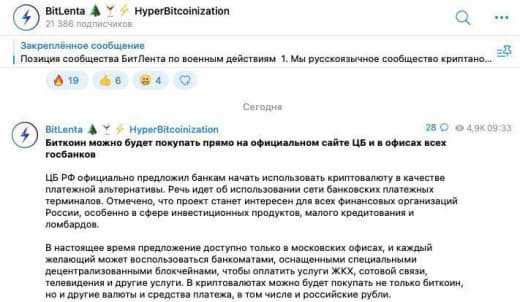 BitLenta 🎄🍸⚡ HyperBitcoinization
21 386 подписчиков
Закреплённое сообщение
Позиция сообщества БитЛента по военным действиям 1. Мы русскоязычное сообщество криптано...
🔥 19 👍 6 😁 4
Сегодня
BitLenta 🎄🍸⚡ HyperBitcoinization 28 4,9K 09:33
Биткоин можно будет покупать прямо на официальном сайте ЦБ и в офисах всех
госбанков
ЦБ РФ официально предложил банкам начать использовать криптовалюту в качестве
платежной альтернативы. Речь идет об использовании сети банковских платежных
терминалов. Отмечено, что проект станет интересен для всех финансовых организаций
России, особенно в сфере инвестиционных продуктов, малого кредитования и
ломбардов.
В настоящее время предложение доступно только в московских офисах, и каждый
желающий может воспользоваться банкоматами, оснащенными специальными
децентрализованными блокчейнами, чтобы оплатить услуги ЖКХ, сотовой связи,
телевидения и другие услуги. В криптовалютах можно будет покупать не только биткоин,
но и другие валюты и средства платежа, в том числе и российские рубли.